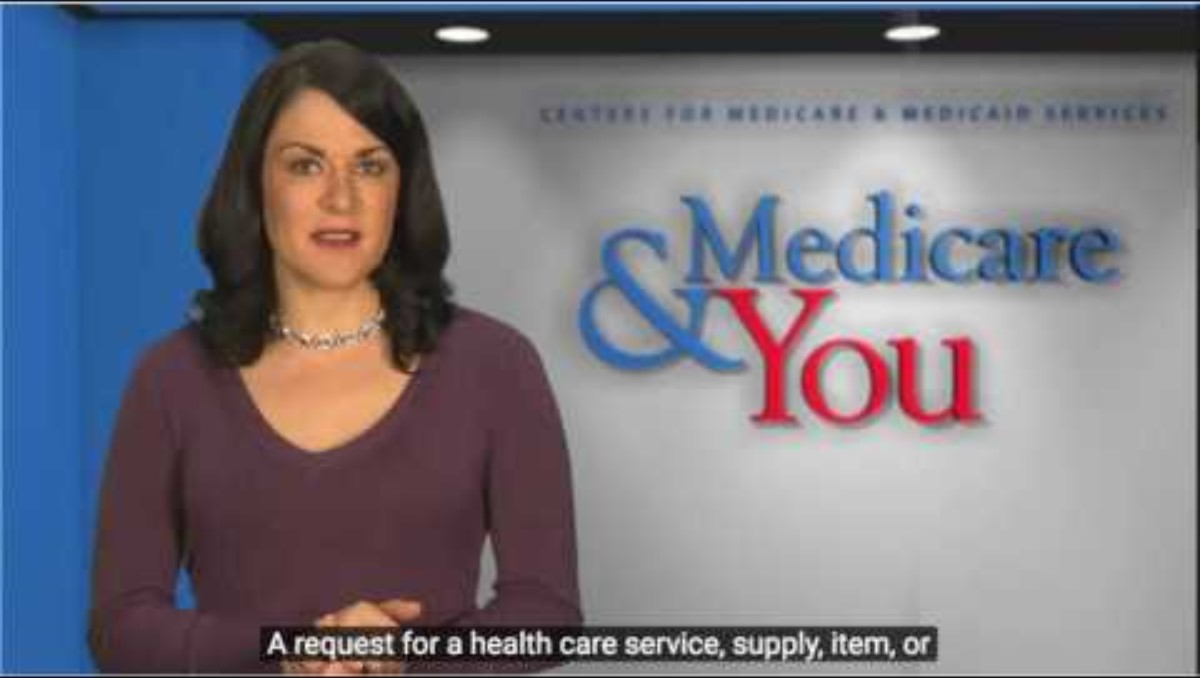 CENTERS FOR MEDICARE & MEDICAID SERVICES
Medicare
& You
A request for a health care service, supply, item, or